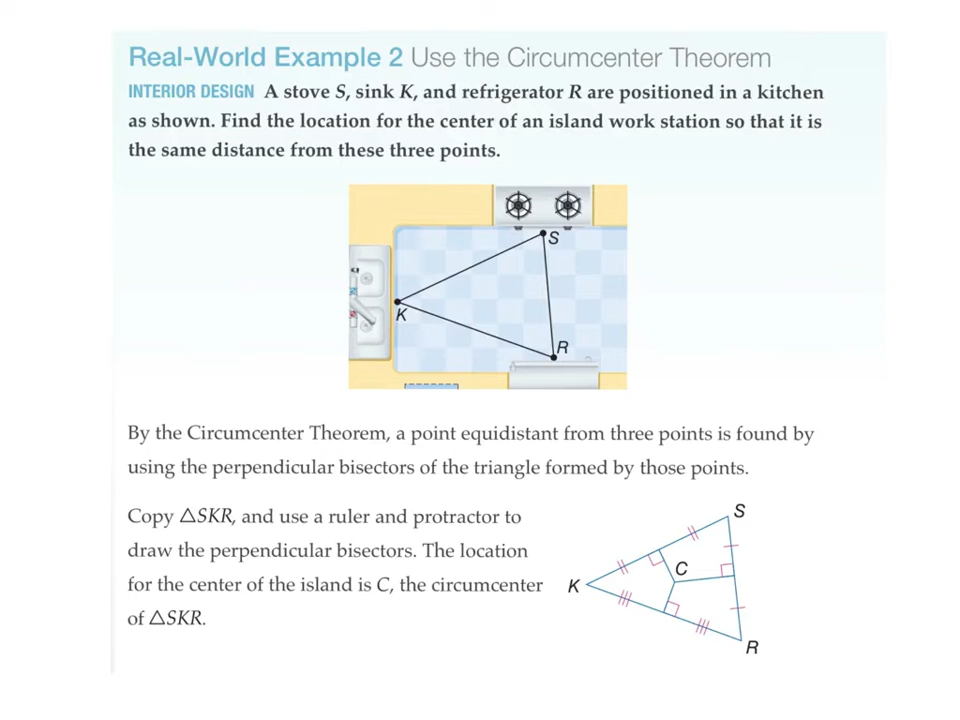 Real-World Example 2 Use the Circumcenter Theorem
INTERIOR DESIGN A stove S, sink K, and refrigerator R are positioned in a kitchen
as shown. Find the location for the center of an island work station so that it is
the same distance from these three points.
S
K
R
By the Circumcenter Theorem, a point equidistant from three points is found by
using the perpendicular bisectors of the triangle formed by those points.
Copy △SKR, and use a ruler and protractor to
draw the perpendicular bisectors. The location
for the center of the island is C, the circumcenter
of △SKR.
S
C
K
R